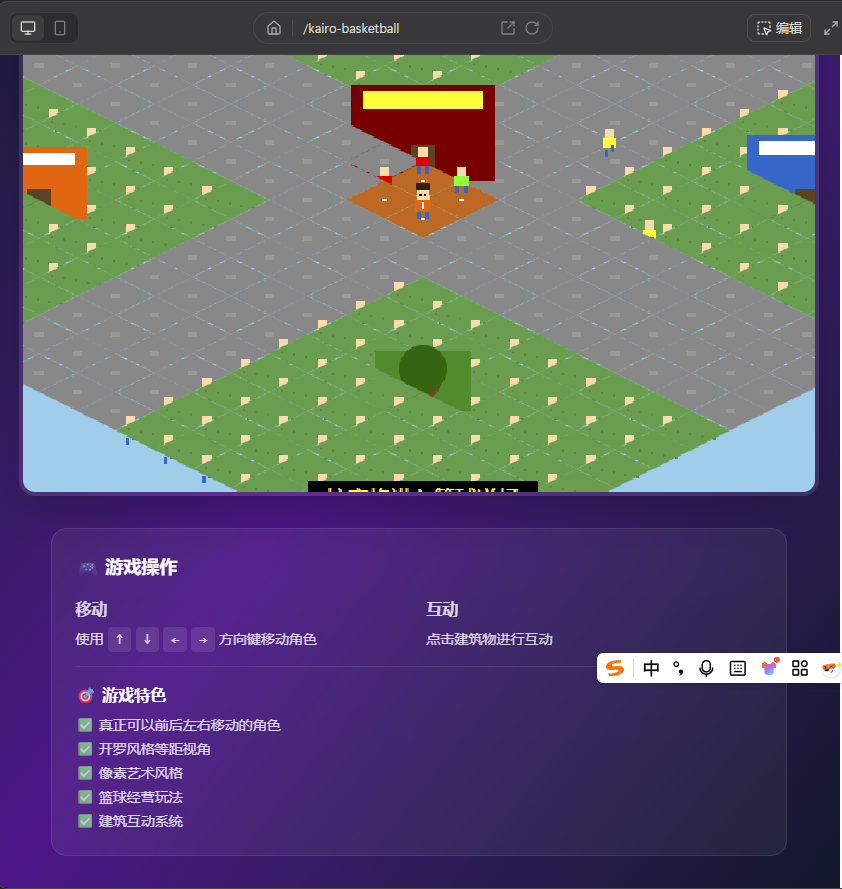 /kairo-basketball
编辑
🎮 游戏操作
移动
使用 ↑ ↓ ← → 方向键移动角色
互动
点击建筑物进行互动
中
🎯 游戏特色
✅ 真正可以前后左右移动的角色
✅ 开罗风格等距视角
✅ 像素艺术风格
✅ 篮球经营玩法
✅ 建筑互动系统